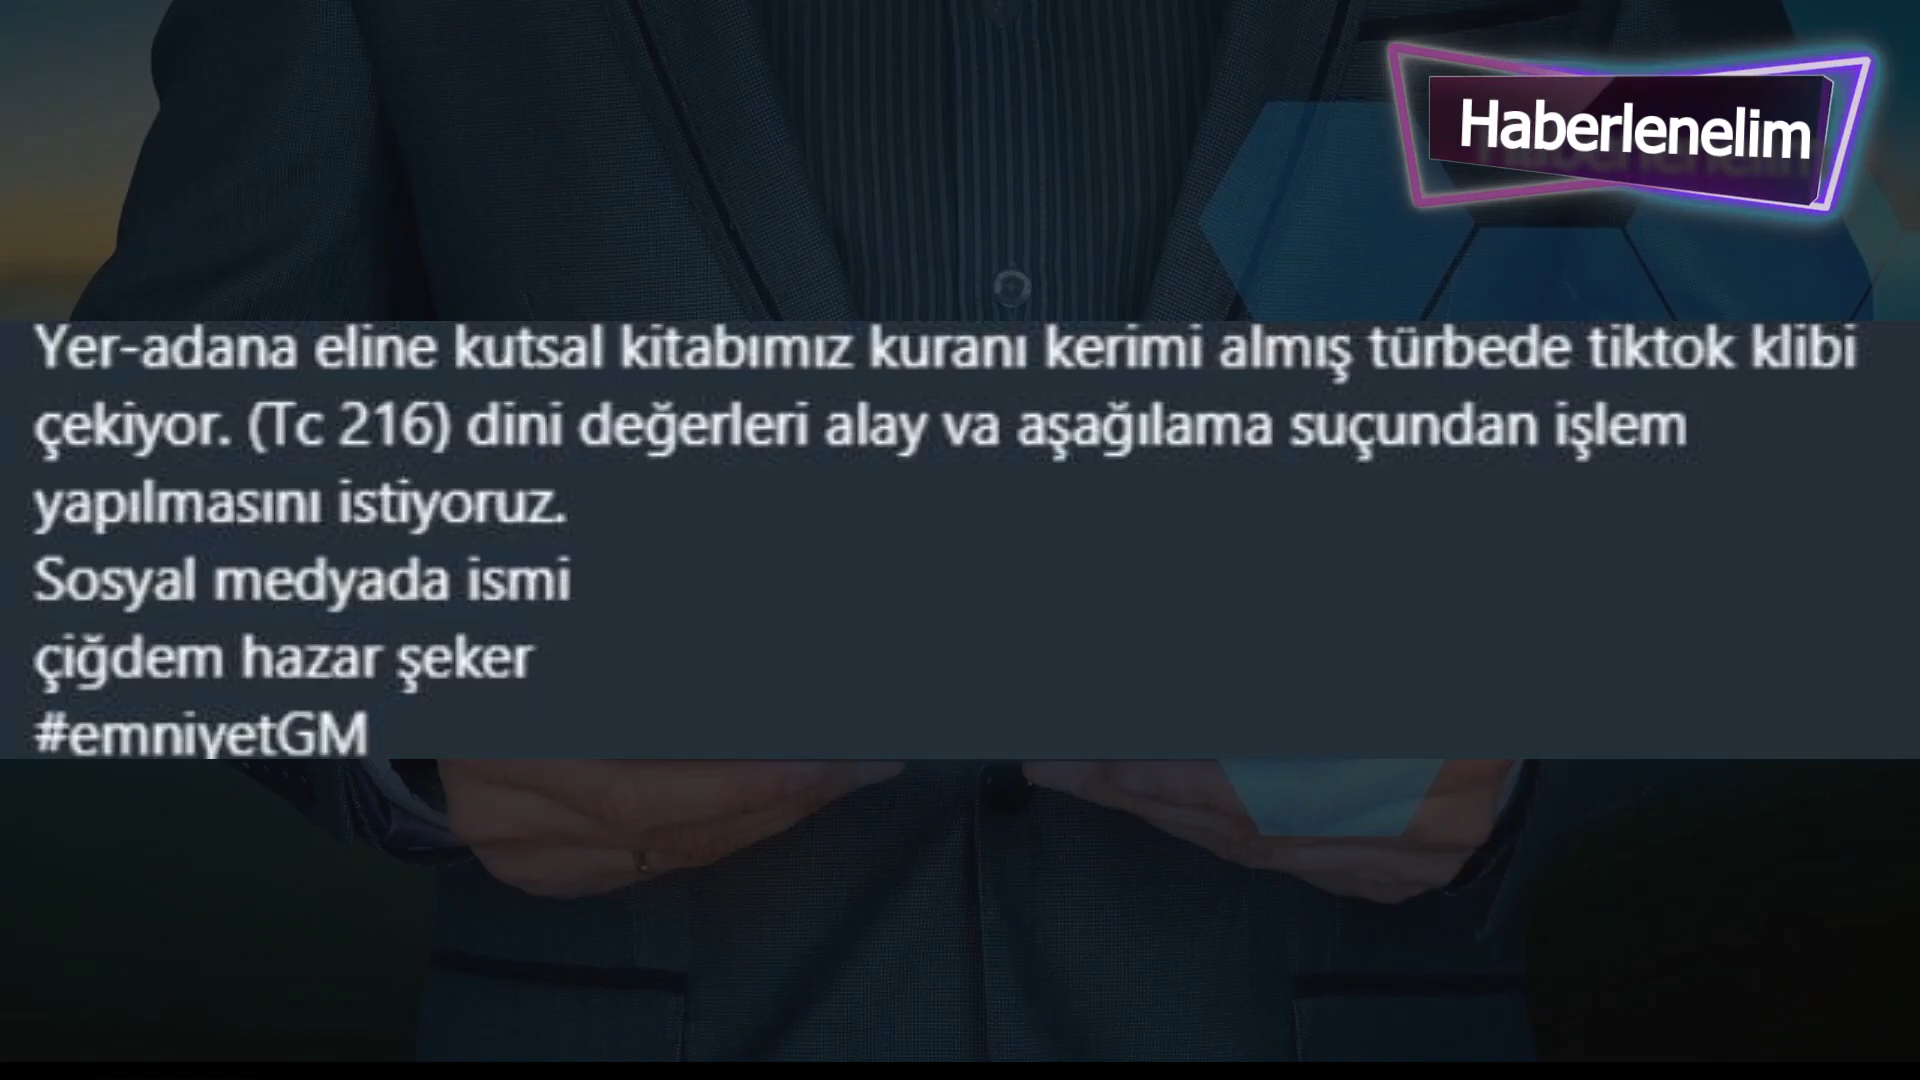 Haberlenelim
Yer-adana eline kutsal kitabımız kuranı kerimi almış türbede tiktok klibi
çekiyor. (Tc 216) dini değerleri alay va aşağılama suçundan işlem
yapılmasını istiyoruz.
Sosyal medyada ismi
çiğdem hazar şeker
#emniyetGM